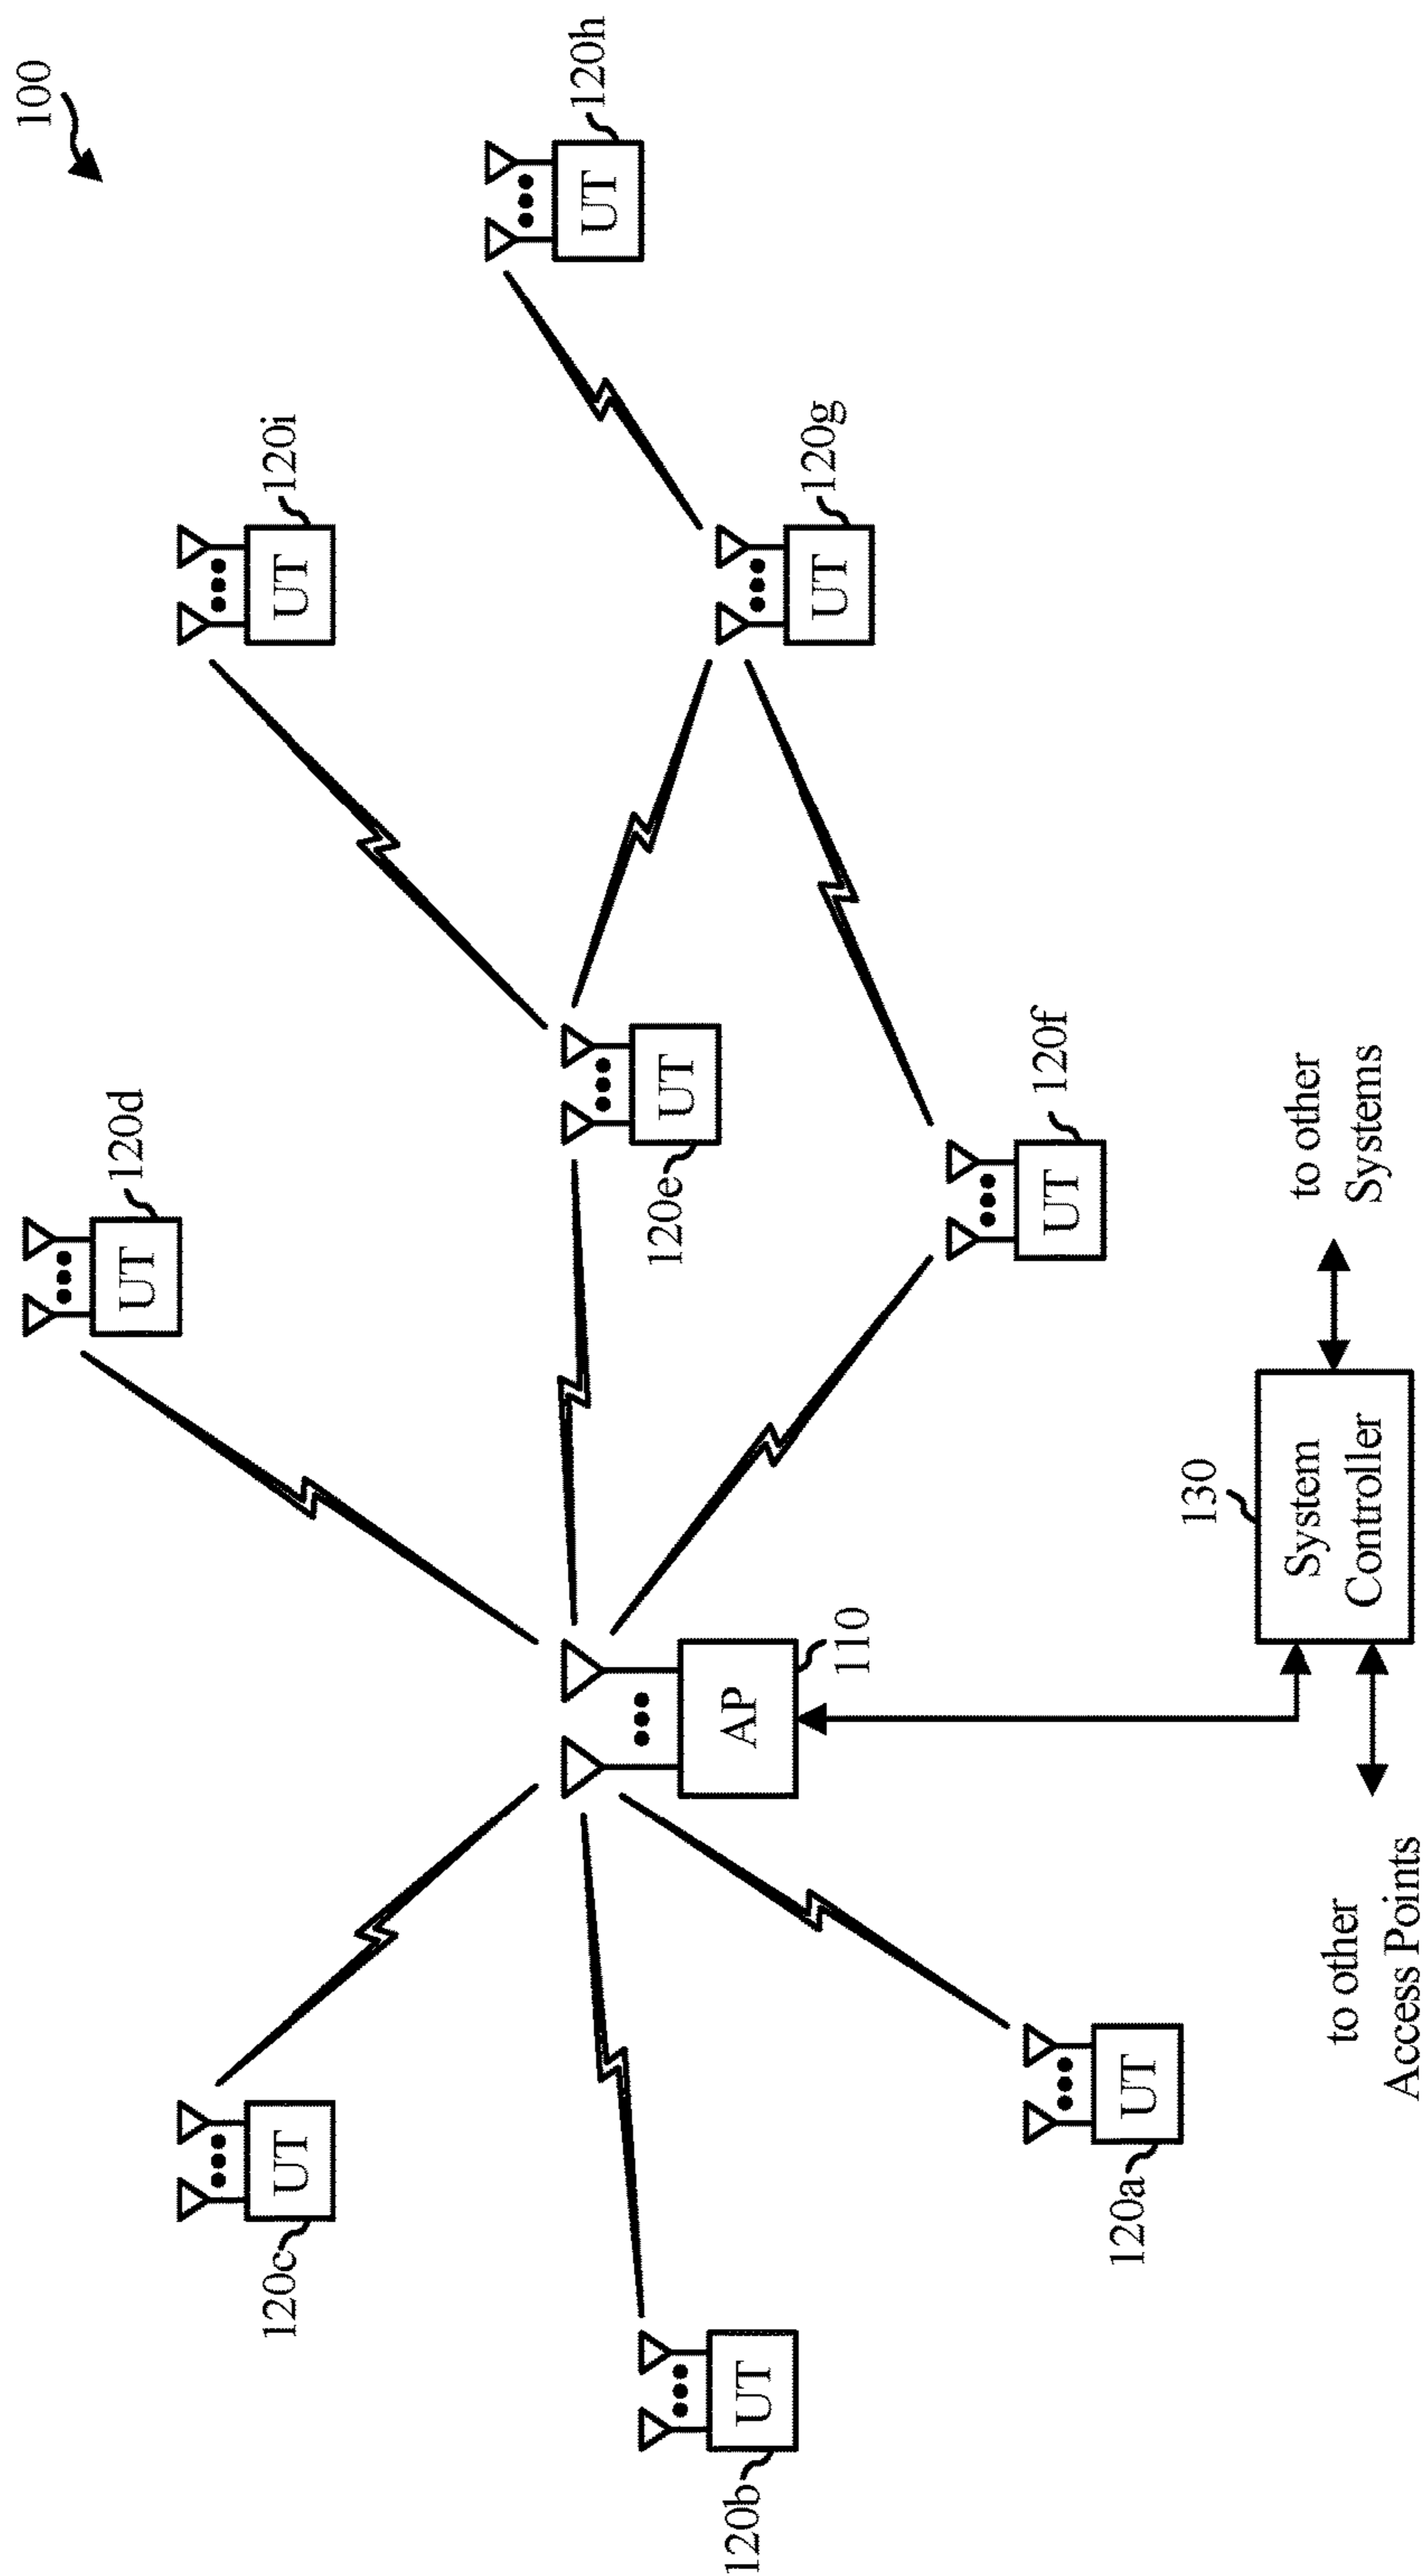 100
120d
UT
120c
UT
120i
UT
120h
UT
120b
UT
AP
110
120e
UT
120g
UT
120a
UT
120f
UT
130
System
Controller
to other
Access Points
to other
Systems